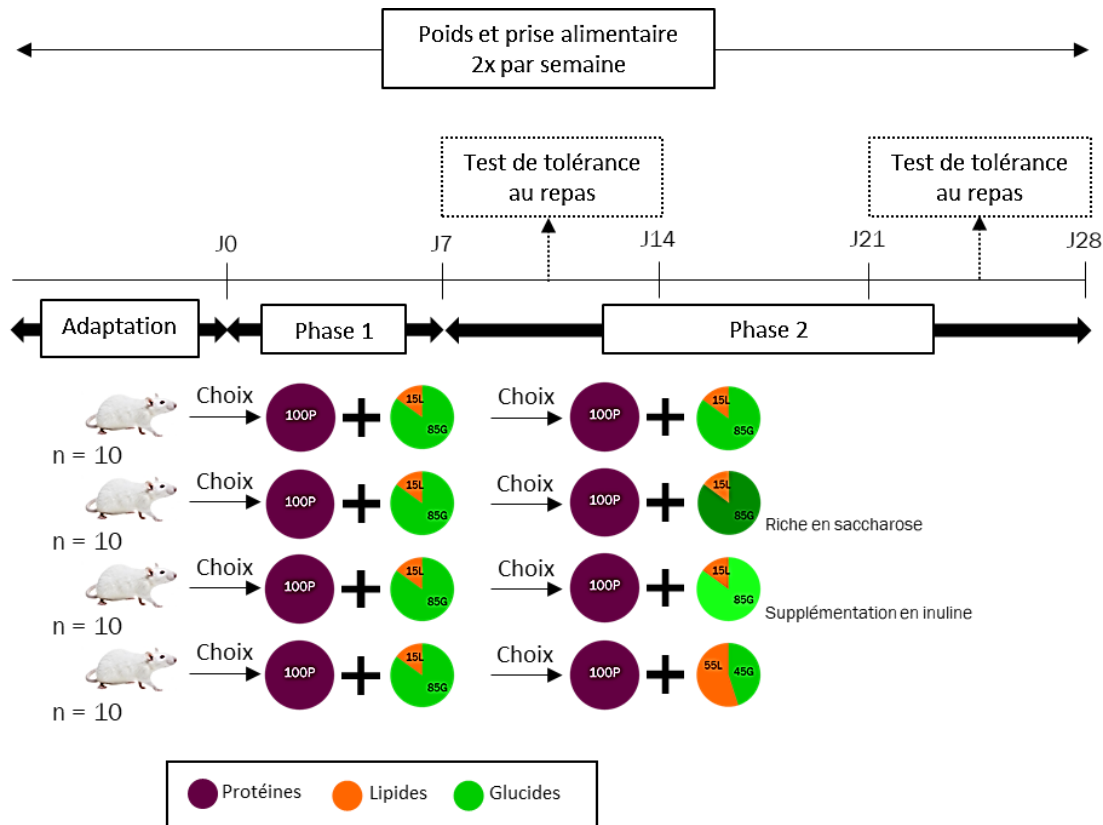 Poids et prise alimentaire
2x par semaine
Test de tolérance
au repas
Test de tolérance
au repas
J0
J7
J14
J21
J28
Adaptation
Phase 1
Phase 2
n = 10
Choix
100P
15L
85G
Choix
100P
15L
85G
n = 10
Choix
100P
15L
85G
Choix
100P
15L
85G
Riche en saccharose
n = 10
Choix
100P
15L
85G
Choix
100P
15L
85G
Supplémentation en inuline
n = 10
Choix
100P
15L
85G
Choix
100P
55L
45G
Protéines
Lipides
Glucides